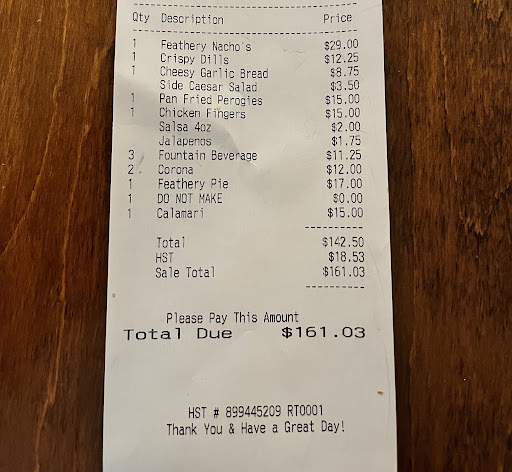 Qty Description Price
1 Feathery Nacho's $29.00
1 Crispy Dills $12.25
1 Cheesy Garlic Bread $8.75
Side Caesar Salad $3.50
1 Pan Fried Perogies $15.00
1 Chicken Fingers $15.00
Salsa 4oz $2.00
Jalapenos $1.75
3 Fountain Beverage $11.25
2 Corona $12.00
1 Feathery Pie $17.00
1 DO NOT MAKE $0.00
1 Calamari $15.00
Total $142.50
HST $18.53
Sale Total $161.03
Please Pay This Amount
Total Due $161.03
HST # 899445209 RT0001
Thank You & Have a Great Day!